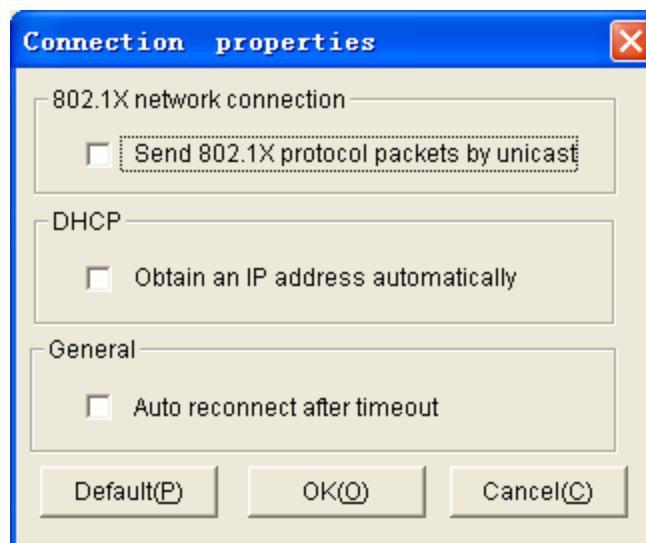 Connection properties
802.1X network connection
Send 802.1X protocol packets by unicast
DHCP
Obtain an IP address automatically
General
Auto reconnect after timeout
Default(P) OK(O) Cancel(C)